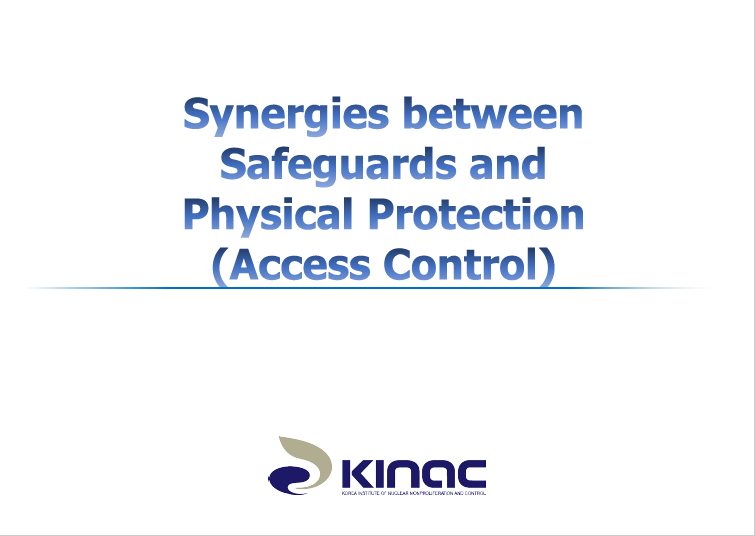 Synergies between
Safeguards and
Physical Protection
(Access Control)
KINAC
KOREA INSTITUTE OF NUCLEAR NONPROLIFERATION AND CONTROL